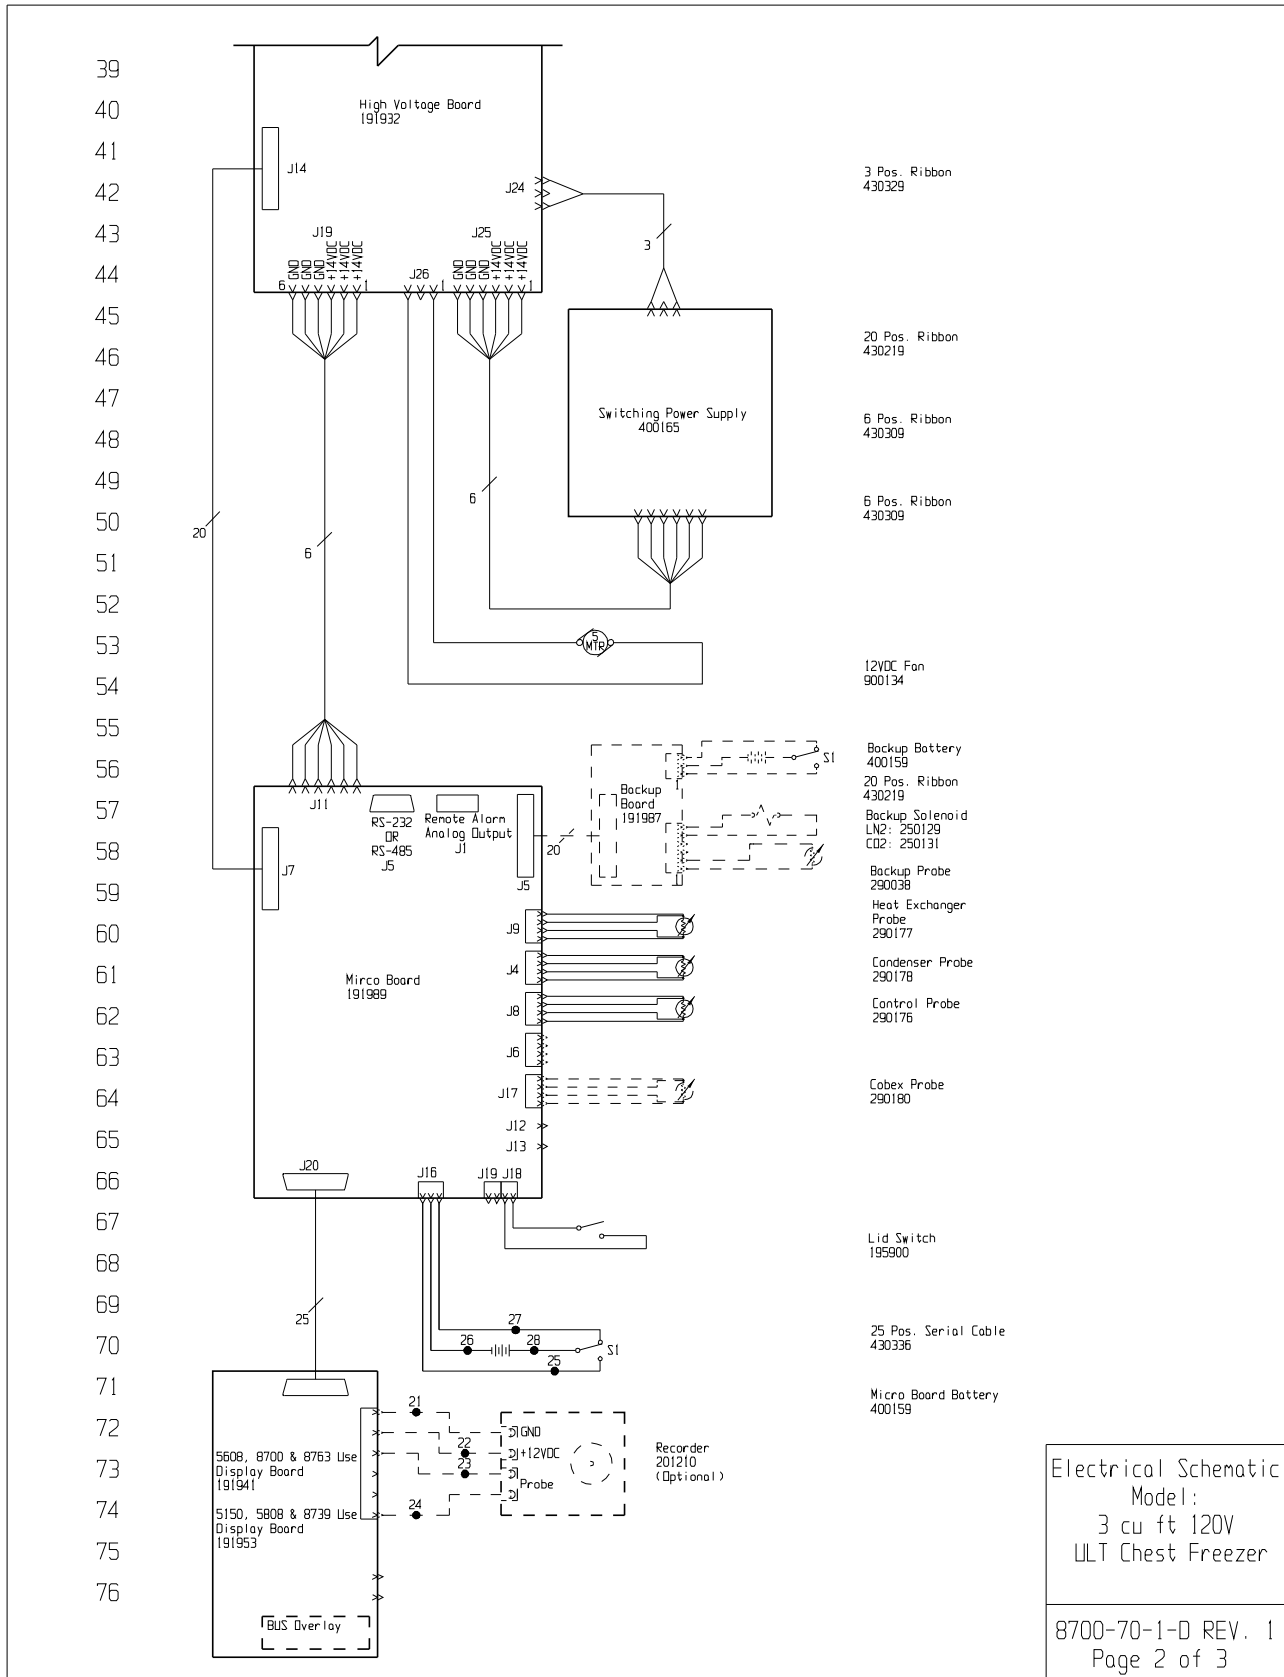 39
40
41
42
43
44
45
46
47
48
49
50
51
52
53
54
55
56
57
58
59
60
61
62
63
64
65
66
67
68
69
70
71
72
73
74
75
76
High Voltage Board
191932
J14
J24
J19
J25
J26
6
GND
GND
GND
+14VDC
+14VDC
+14VDC
1
1
GND
GND
GND
+14VDC
+14VDC
+14VDC
1
3
Switching Power Supply
400165
20
6
6
5
MTR
J11
RS-232
OR
RS-485
J5
Remote Alarm
Analog Output
J1
J7
J5
20
Backup
Board
191987
1
1
S1
Mirco Board
191989
J9
J4
J8
J6
J17
J12
J13
J20
J16
J19
J18
25
27
26
28
25
S1
21
22
23
24
GND
+12VDC
Probe
Recorder
201210
(Optional)
5608, 8700 & 8763 Use
Display Board
191941
5150, 5808 & 8739 Use
Display Board
191953
BUS Overlay
3 Pos. Ribbon
430329
20 Pos. Ribbon
430219
6 Pos. Ribbon
430309
6 Pos. Ribbon
430309
12VDC Fan
900134
Backup Battery
400159
20 Pos. Ribbon
430219
Backup Solenoid
LN2: 250129
CO2: 250131
Backup Probe
290038
Heat Exchanger
Probe
290177
Condenser Probe
290178
Control Probe
290176
Cobex Probe
290180
Lid Switch
195900
25 Pos. Serial Cable
430336
Micro Board Battery
400159
Electrical Schematic
Model:
3 cu ft 120V
ULT Chest Freezer
8700-70-1-D REV. 1
Page 2 of 3